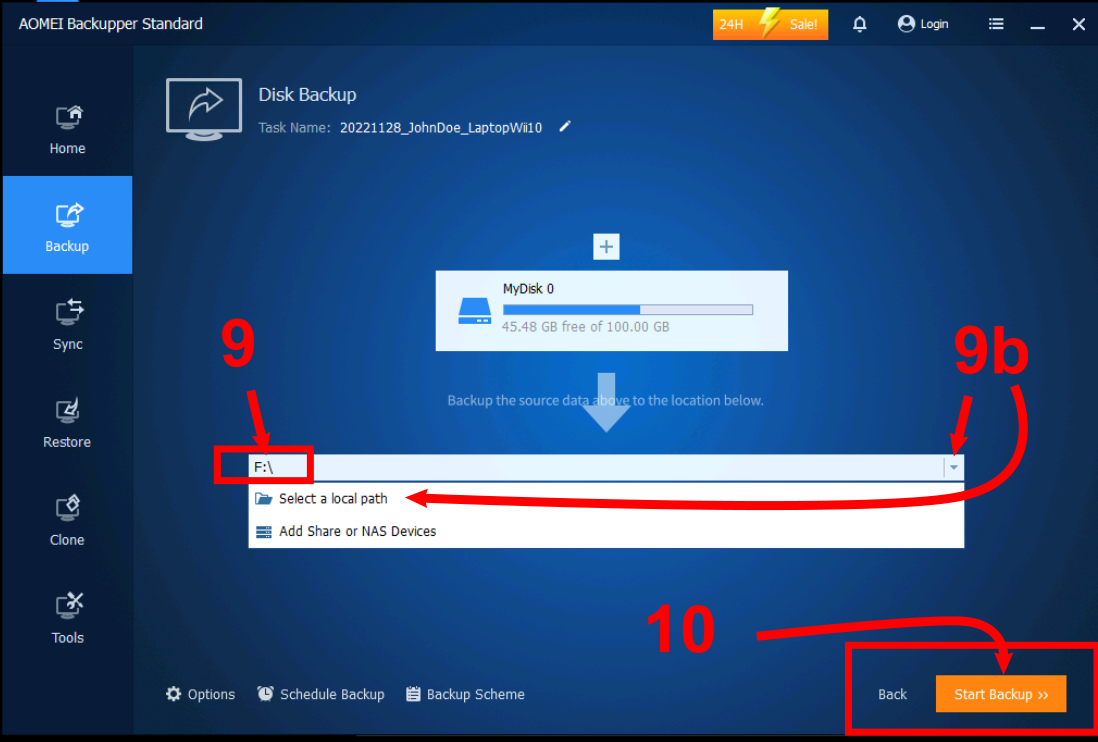 AOMEI Backupper Standard
24H Sale!
Login
Disk Backup
Task Name: 20221128_JohnDoe_LaptopWii10
Home
Backup
Sync
Restore
Clone
Tools
MyDisk 0
45.48 GB free of 100.00 GB
9
9b
Backup the source data above to the location below.
F:\
Select a local path
Add Share or NAS Devices
10
Options
Schedule Backup
Backup Scheme
Back
Start Backup >>